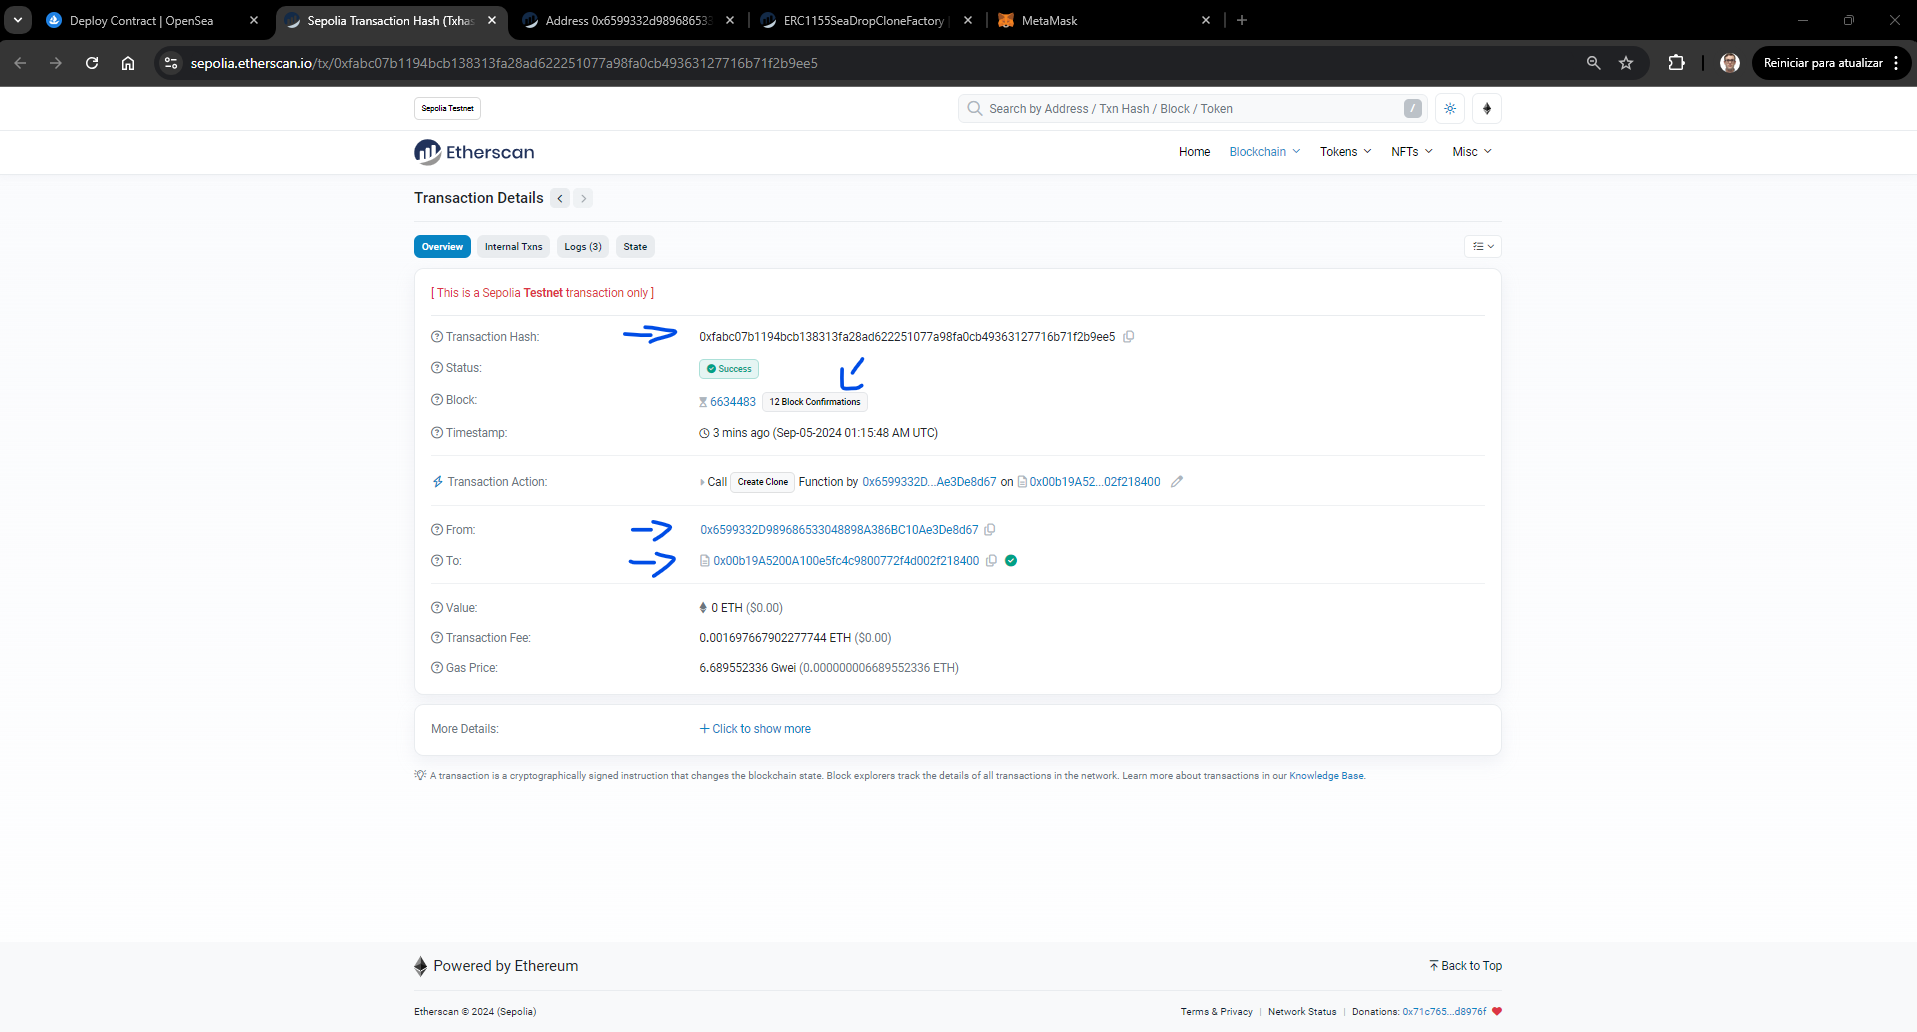 Deploy Contract | OpenSea
Sepolia Transaction Hash (Txhas
Address 0x6599332d989686533
ERC1155SeaDropCloneFactory
MetaMask
sepolia.etherscan.io/tx/0xfabc07b1194bcb138313fa28ad622251077a98fa0cb49363127716b71f2b9ee5
Reiniciar para atualizar
Sepolia Testnet
Search by Address / Txn Hash / Block / Token
/
Etherscan
Home Blockchain Tokens NFTs Misc
Transaction Details
Overview Internal Txns Logs (3) State
[ This is a Sepolia Testnet transaction only ]
Transaction Hash: 0xfabc07b1194bcb138313fa28ad622251077a98fa0cb49363127716b71f2b9ee5
Status: Success
Block: 6634483 12 Block Confirmations
Timestamp: 3 mins ago (Sep-05-2024 01:15:48 AM UTC)
Transaction Action: Call Create Clone Function by 0x6599332D...Ae3De8d67 on 0x00b19A52...02f218400
From: 0x6599332D989686533048898A386BC10Ae3De8d67
To: 0x00b19A5200A100e5fc4c9800772f4d002f218400
Value: 0 ETH ($0.00)
Transaction Fee: 0.001697667902277744 ETH ($0.00)
Gas Price: 6.689552336 Gwei (0.000000006689552336 ETH)
More Details: + Click to show more
A transaction is a cryptographically signed instruction that changes the blockchain state. Block explorers track the details of all transactions in the network. Learn more about transactions in our Knowledge Base.
Powered by Ethereum
Back to Top
Etherscan © 2024 (Sepolia)
Terms & Privacy | Network Status | Donations: 0x71c765...d8976f